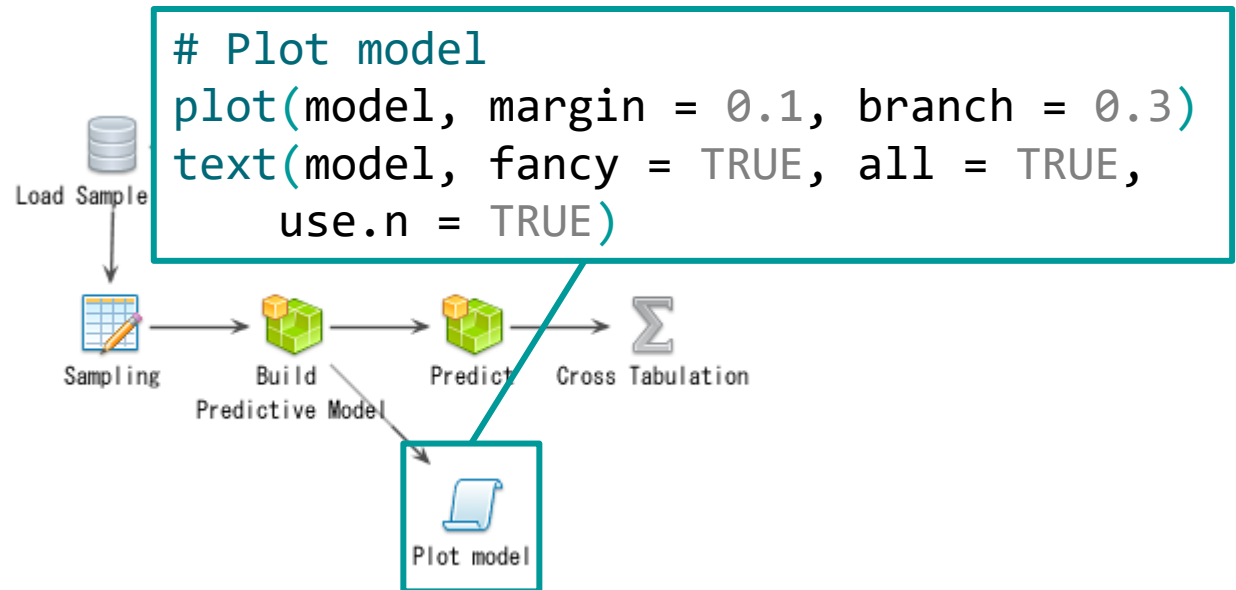 # Plot model
plot(model, margin = 0.1, branch = 0.3)
text(model, fancy = TRUE, all = TRUE,
    use.n = TRUE)
Load Sample
Sampling
Build
Predictive Model
Predict
Cross Tabulation
Plot model